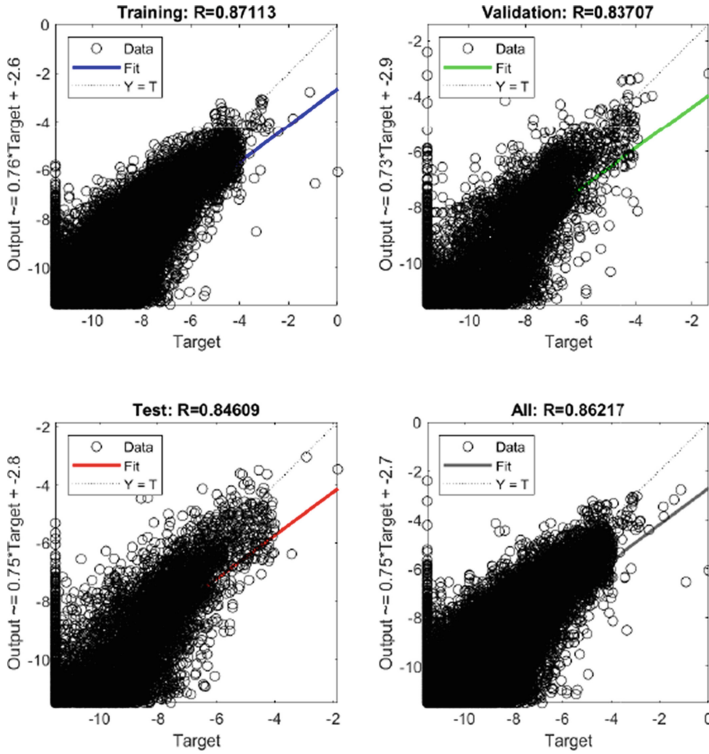 Training: R=0.87113
Output ~= 0.76*Target + -2.6
0
-2
-4
-6
-8
-10
Data
Fit
Y = T
-10 -8 -6 -4 -2 0
Target
Validation: R=0.83707
Output ~= 0.73*Target + -2.9
-2
-4
-6
-8
-10
Data
Fit
Y = T
-10 -8 -6 -4 -2
Target
Test: R=0.84609
Output ~= 0.75*Target + -2.8
-2
-4
-6
-8
-10
Data
Fit
Y = T
-10 -8 -6 -4 -2
Target
All: R=0.86217
Output ~= 0.75*Target + -2.7
0
-2
-4
-6
-8
-10
Data
Fit
Y = T
-10 -8 -6 -4 -2 0
Target